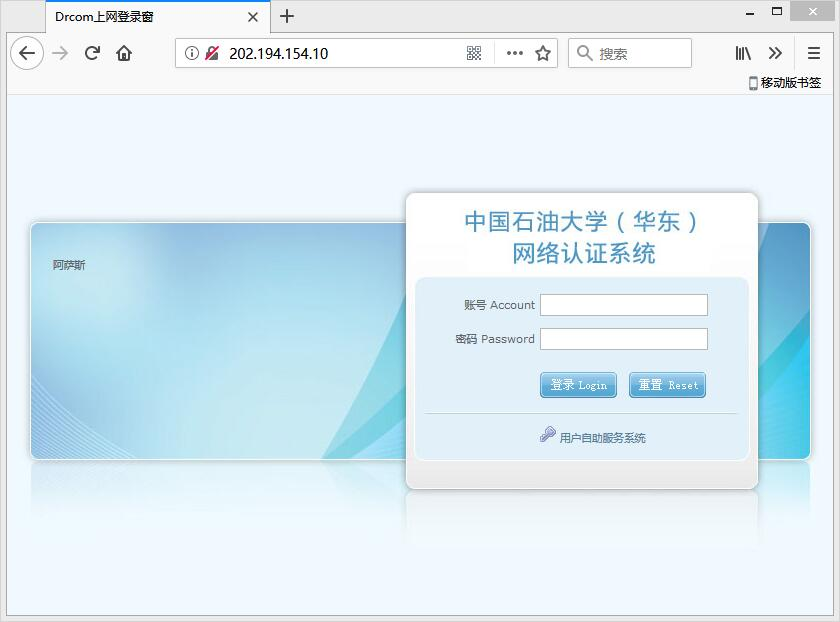 Drcom上网登录窗
202.194.154.10
搜索
移动版书签
中国石油大学（华东）
网络认证系统
阿萨斯
账号 Account
密码 Password
登录 Login 重置 Reset
用户自助服务系统